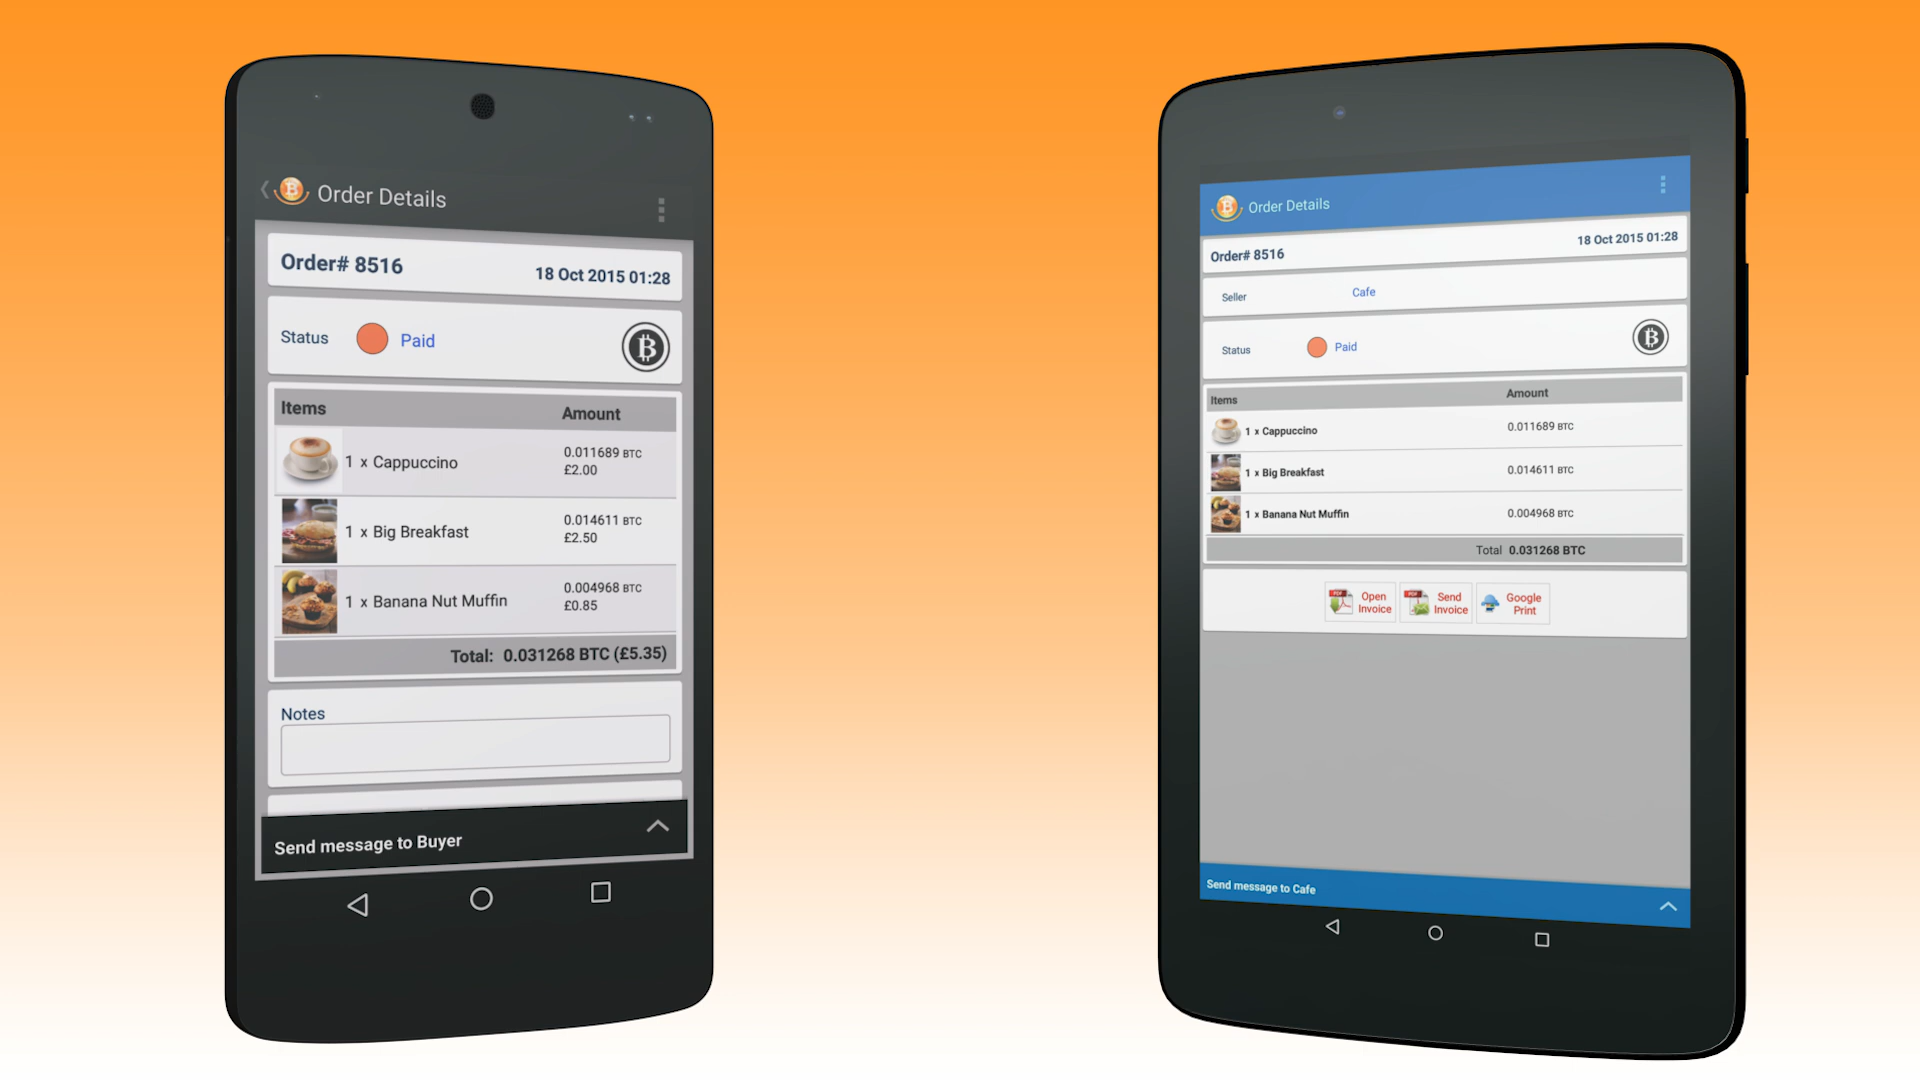 Order Details
Order# 8516
18 Oct 2015 01:28
Status
Paid
Items Amount
1 x Cappuccino
0.011689 BTC
£2.00
1 x Big Breakfast
0.014611 BTC
£2.50
1 x Banana Nut Muffin
0.004968 BTC
£0.85
Total: 0.031268 BTC (£5.35)
Notes
Send message to Buyer
Order Details
Order# 8516
18 Oct 2015 01:28
Seller Cafe
Status Paid
Items Amount
1 x Cappuccino 0.011689 BTC
1 x Big Breakfast 0.014611 BTC
1 x Banana Nut Muffin 0.004968 BTC
Total 0.031268 BTC
PDF
Open
Invoice
PDF
Send
Invoice
Google
Print
Send message to Cafe